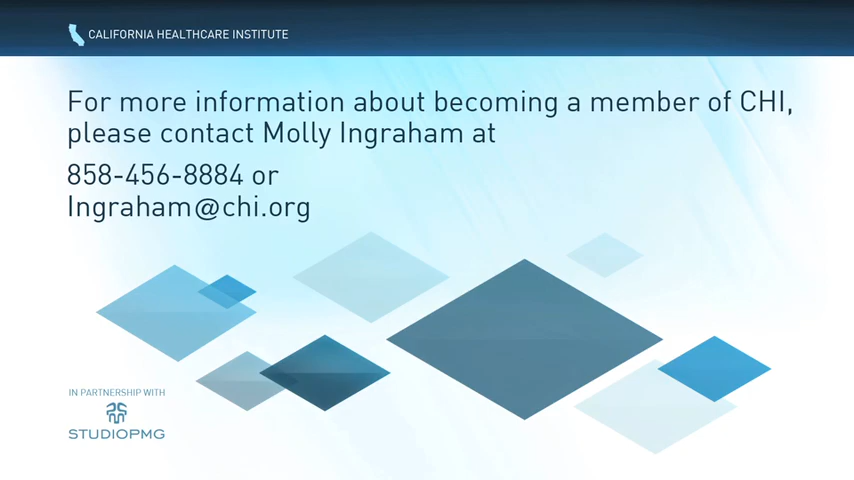 CALIFORNIA HEALTHCARE INSTITUTE
For more information about becoming a member of CHI,
please contact Molly Ingraham at
858-456-8884 or
Ingraham@chi.org
IN PARTNERSHIP WITH
STUDIOPMG